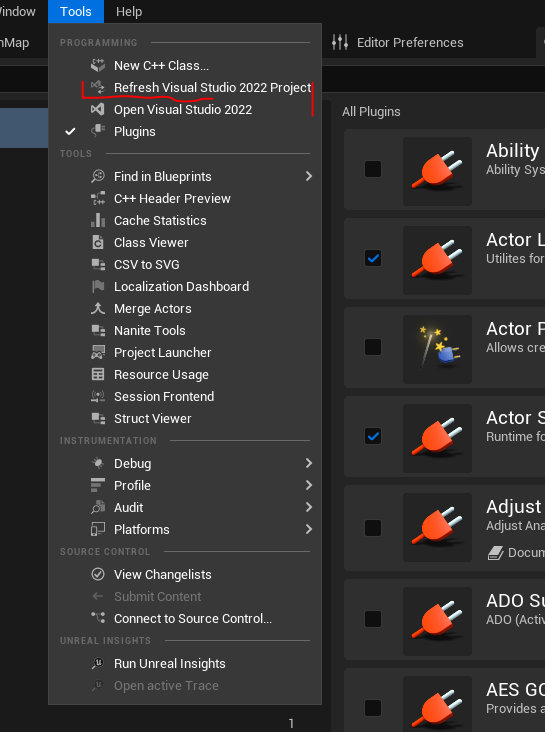 Window
Tools
Help
Map
Editor Preferences
PROGRAMMING
New C++ Class...
Refresh Visual Studio 2022 Project
Open Visual Studio 2022
Plugins
TOOLS
Find in Blueprints
C++ Header Preview
Cache Statistics
Class Viewer
CSV to SVG
Localization Dashboard
Merge Actors
Nanite Tools
Project Launcher
Resource Usage
Session Frontend
Struct Viewer
INSTRUMENTATION
Debug
Profile
Audit
Platforms
SOURCE CONTROL
View Changelists
Submit Content
Connect to Source Control...
UNREAL INSIGHTS
Run Unreal Insights
Open active Trace
1
All Plugins
Ability
Ability Sys
Actor L
Utilites for
Actor P
Allows cre
Actor S
Runtime fo
Adjust
Adjust Ana
Docum
ADO Su
ADO (Activ
AES GC
Provides a